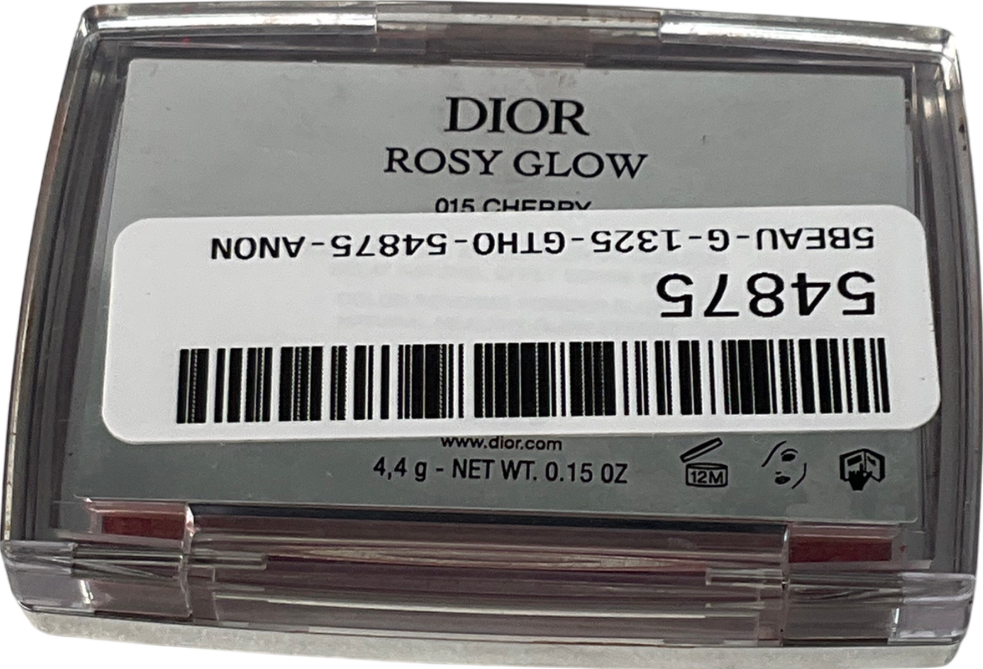 DIOR
ROSY GLOW
015 CHERRY
5BEAU-G-1325-GTHO-54875-ANON
54875
www.dior.com
4,4 g - NET WT. 0.15 OZ
12M